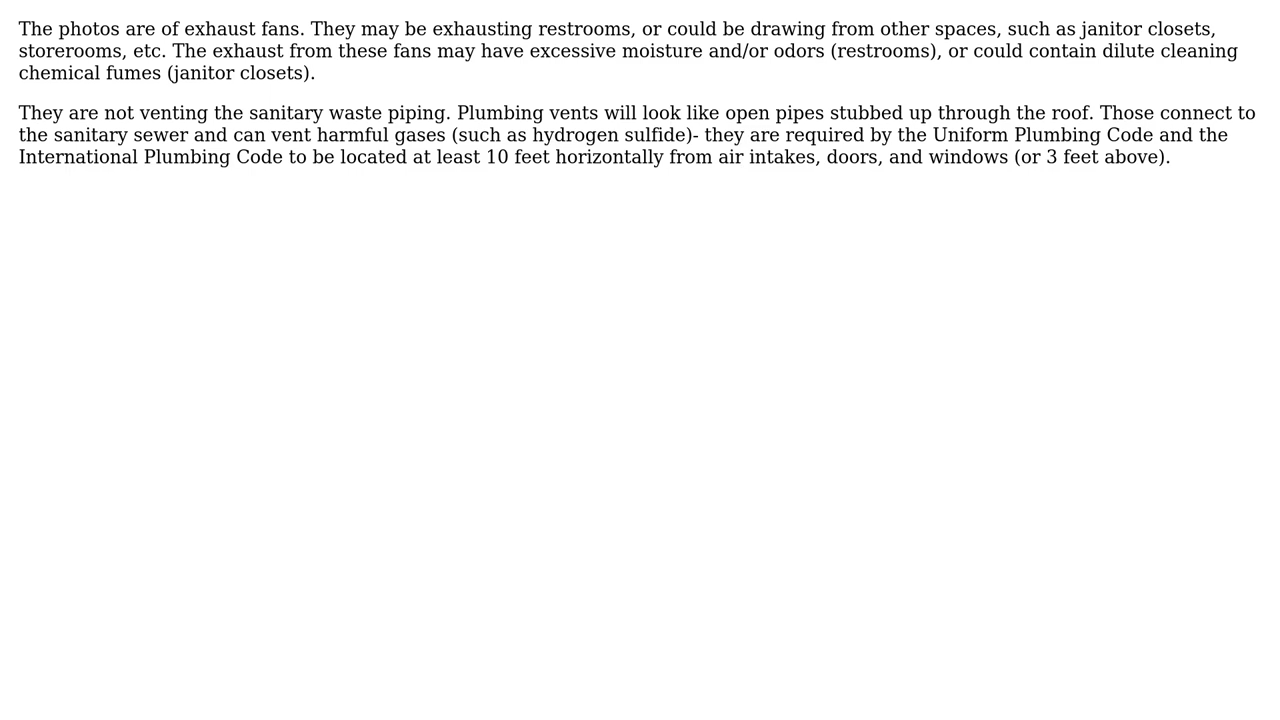 The photos are of exhaust fans. They may be exhausting restrooms, or could be drawing from other spaces, such as janitor closets,
storerooms, etc. The exhaust from these fans may have excessive moisture and/or odors (restrooms), or could contain dilute cleaning
chemical fumes (janitor closets).
They are not venting the sanitary waste piping. Plumbing vents will look like open pipes stubbed up through the roof. Those connect to
the sanitary sewer and can vent harmful gases (such as hydrogen sulfide)- they are required by the Uniform Plumbing Code and the
International Plumbing Code to be located at least 10 feet horizontally from air intakes, doors, and windows (or 3 feet above).